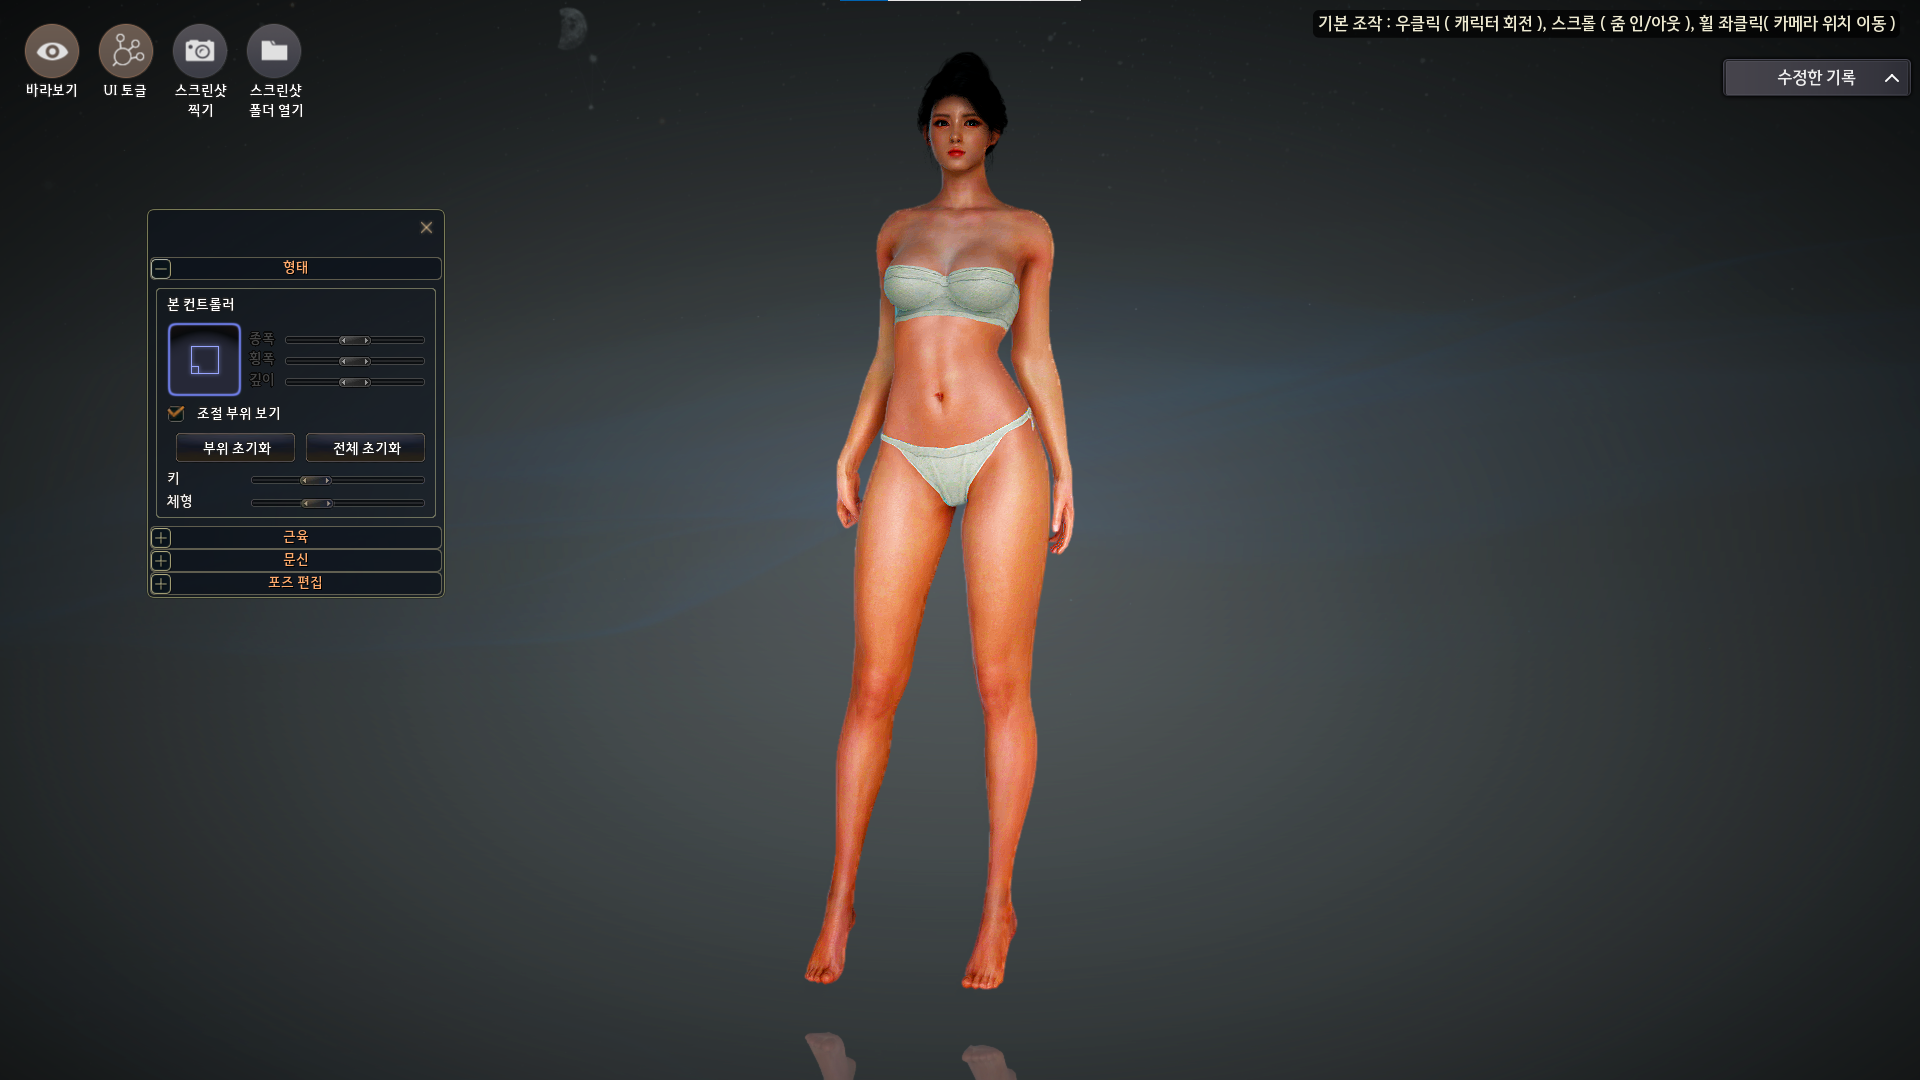 기본 조작 : 우클릭 ( 캐릭터 회전 ), 스크롤 ( 줌 인/아웃 ), 휠 좌클릭( 카메라 위치 이동 )
바라보기
UI 토글
스크린샷
찍기
스크린샷
폴더 열기
수정한 기록
형태
본 컨트롤러
종폭
횡폭
깊이
조절 부위 보기
부위 초기화
전체 초기화
키
체형
근육
문신
포즈 편집